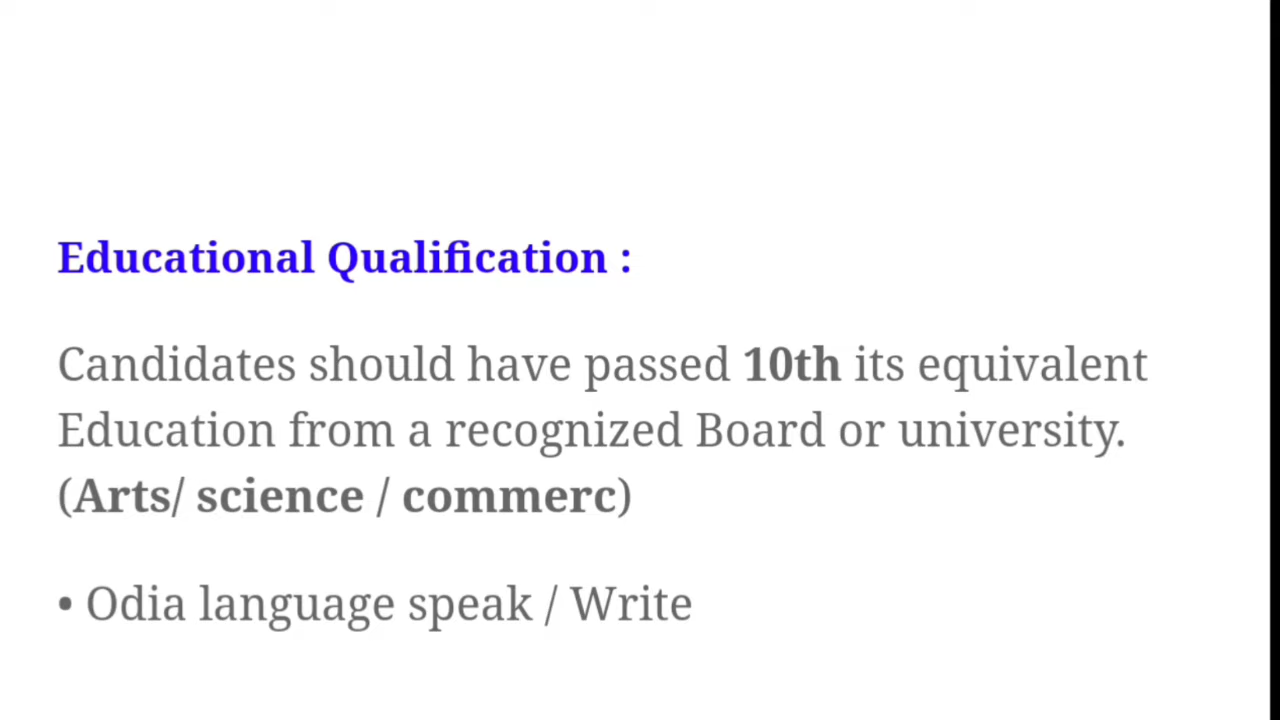 Educational Qualification :
Candidates should have passed 10th its equivalent
Education from a recognized Board or university.
(Arts/ science / commerc)
• Odia language speak / Write